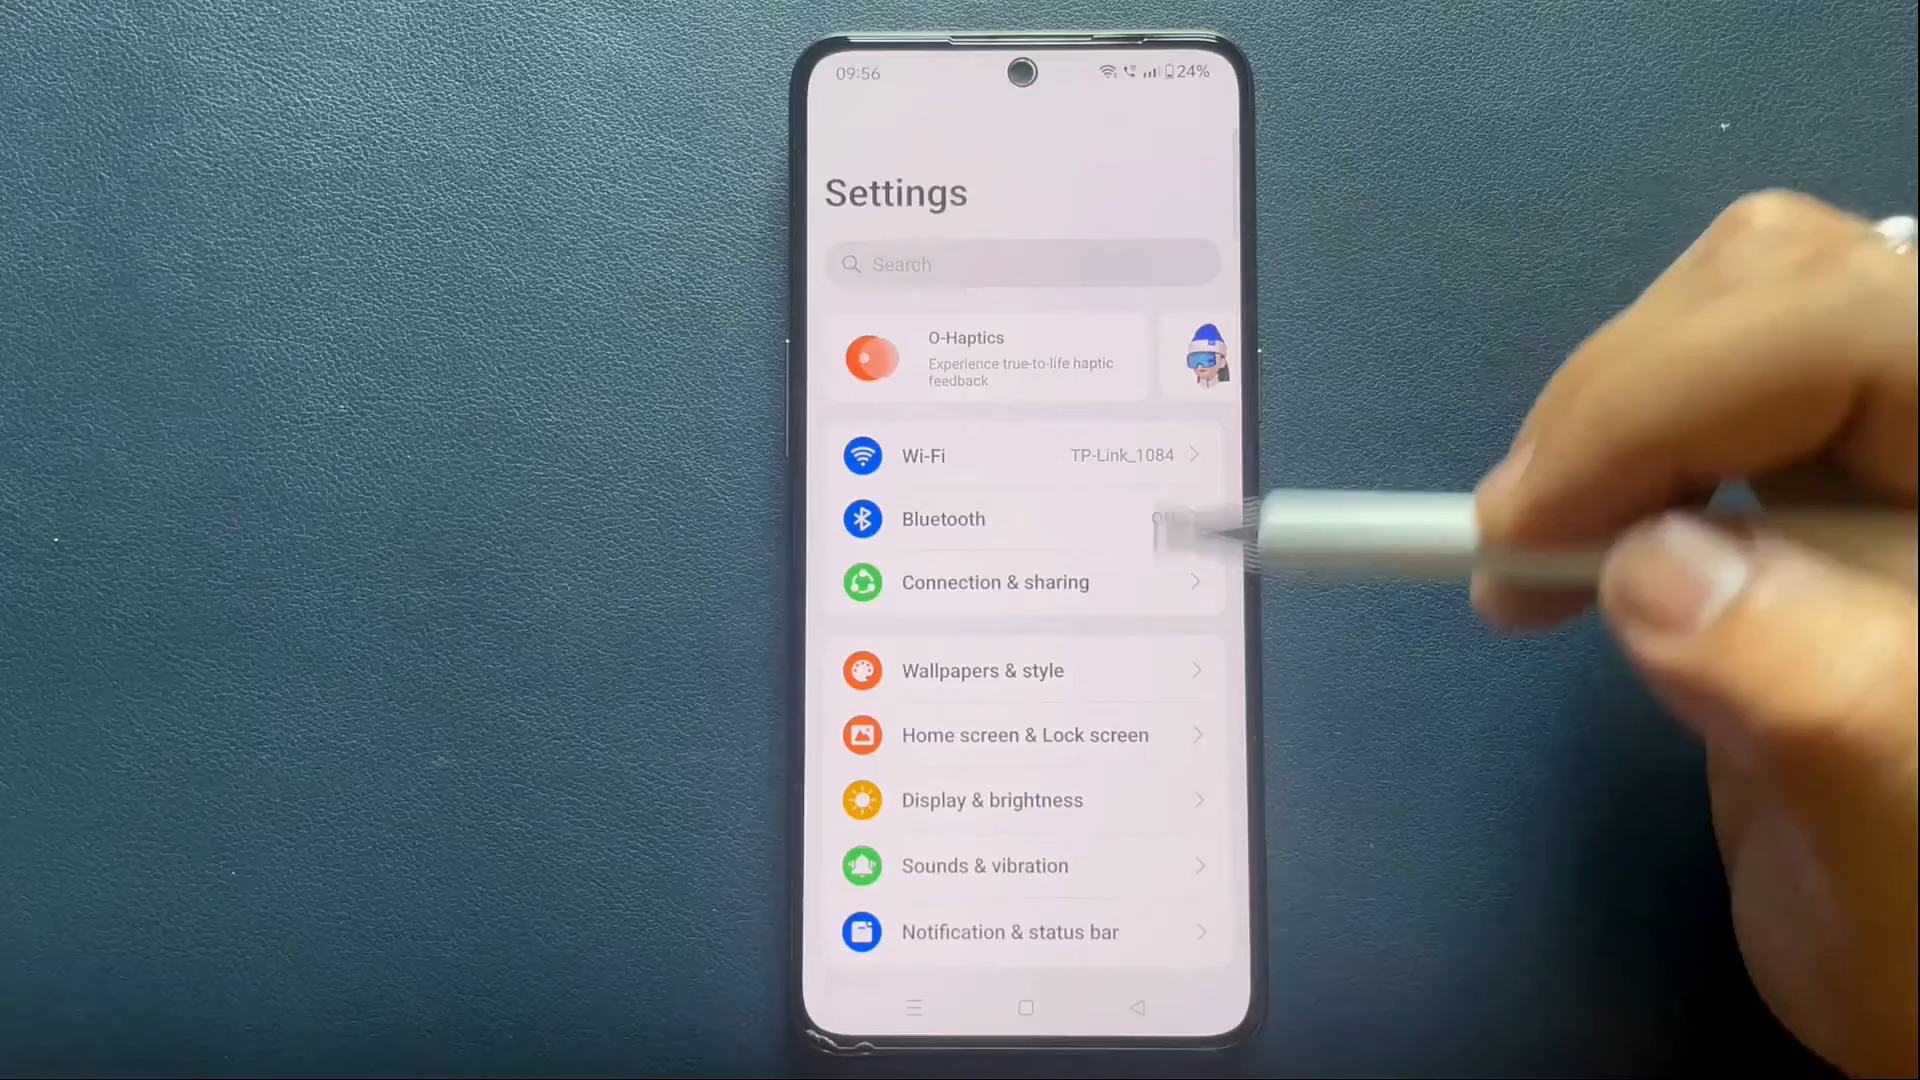 09:56
24%
Settings
Search
O-Haptics
Experience true-to-life haptic
feedback
Wi-Fi
TP-Link_1084
Bluetooth
Connection & sharing
Wallpapers & style
Home screen & Lock screen
Display & brightness
Sounds & vibration
Notification & status bar